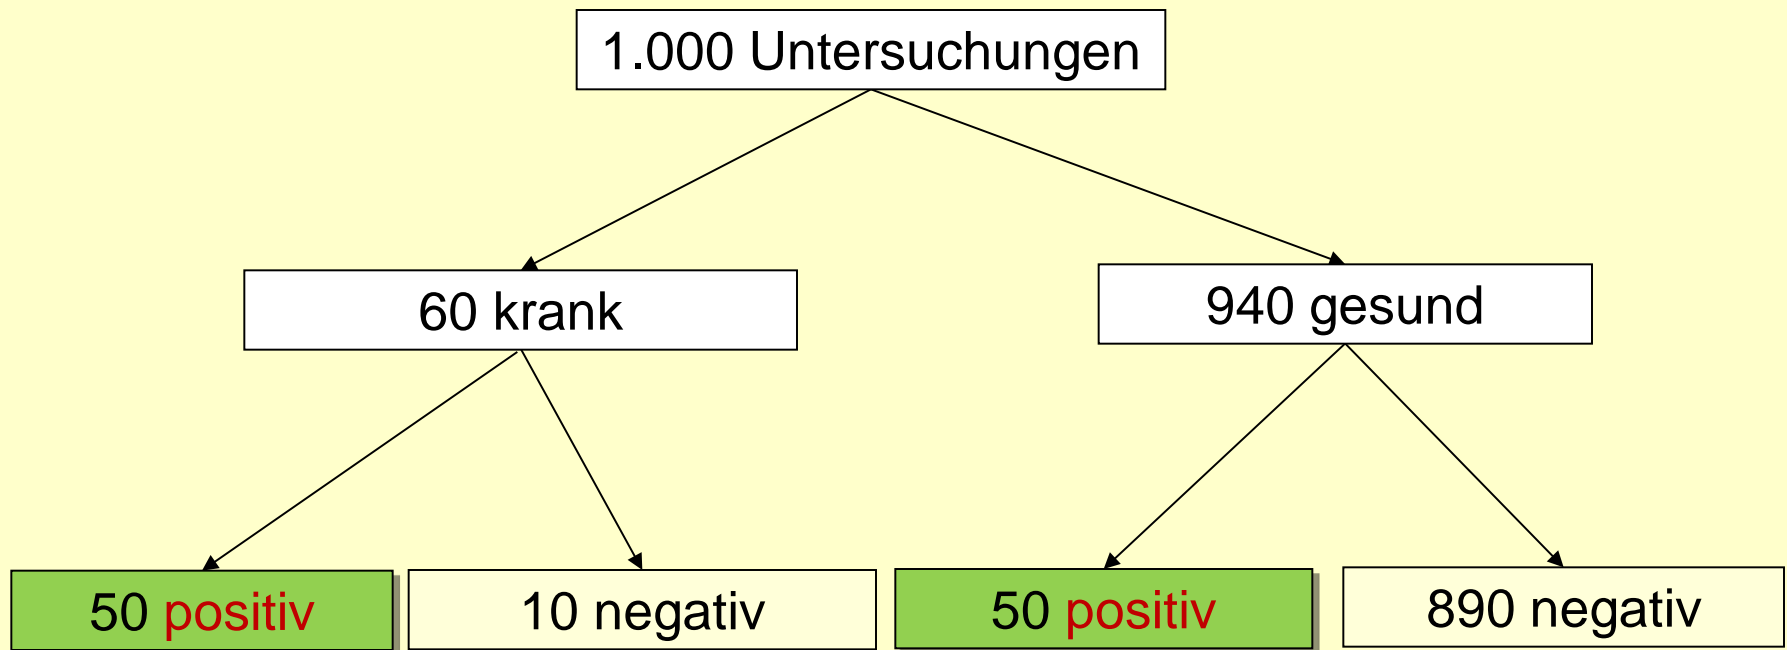 1.000 Untersuchungen
60 krank
940 gesund
50 positiv
10 negativ
50 positiv
890 negativ